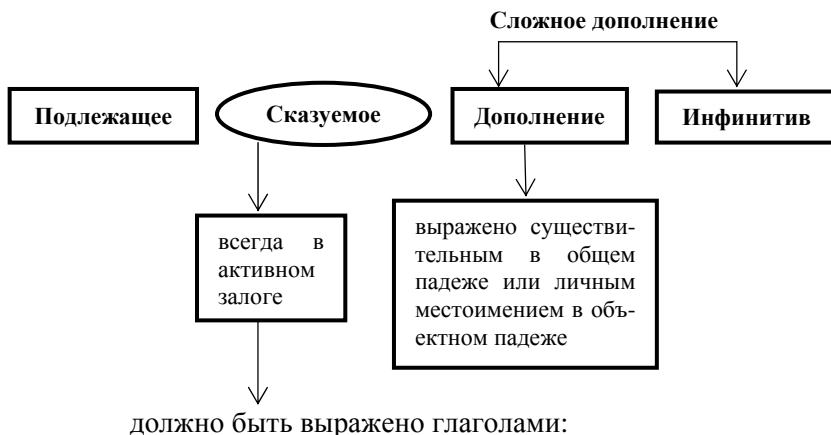 Сложное дополнение
Подлежащее
Сказуемое
Дополнение
Инфинитив
всегда в
активном
залоге
выражено существи-
тельным в общем
падеже или личным
местоимением в объ-
ектном падеже
должно быть выражено глаголами: